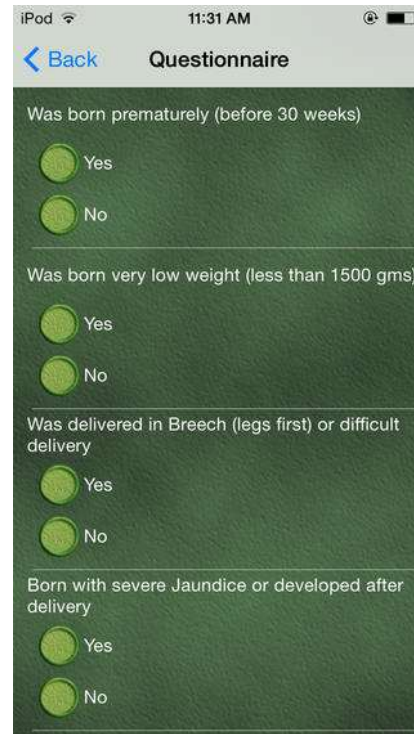 iPod 11:31 AM
Back Questionnaire
Was born prematurely (before 30 weeks)
Yes
No
Was born very low weight (less than 1500 gms)
Yes
No
Was delivered in Breech (legs first) or difficult
delivery
Yes
No
Born with severe Jaundice or developed after
delivery
Yes
No